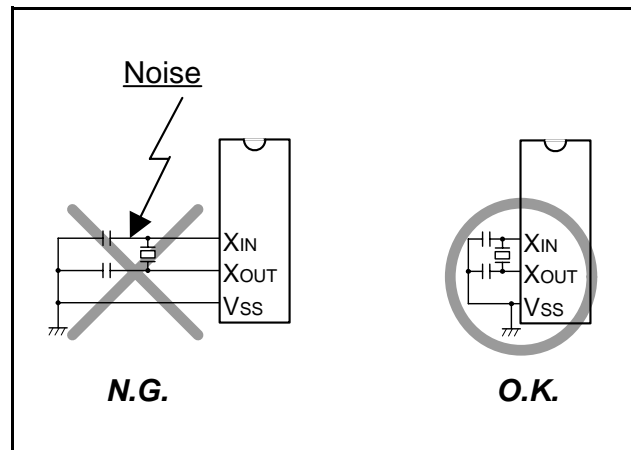 Noise
XIN
XOUT
VSS
N.G.
XIN
XOUT
VSS
O.K.